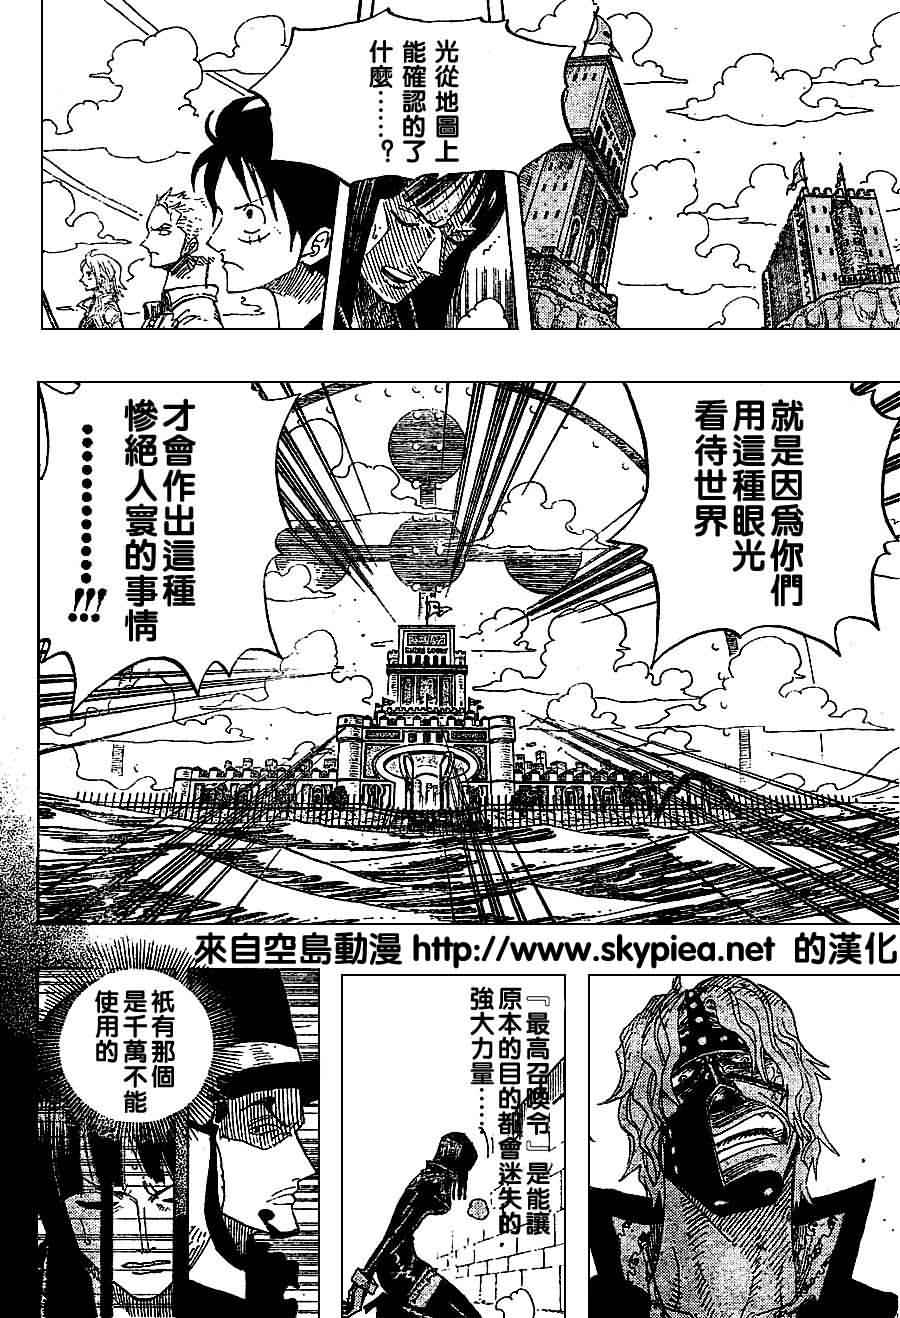 光從地圖上
能確認的了
什麼……？
就是因為你們
用這種眼光
看待世界
才會作出這種
慘絕人寰的事情
…………!!!
來自空島動漫 http://www.skypiea.net 的漢化
『最高召喚令』是能讓
原本的目的都會迷失的
強大力量……
祇有那個
是千萬不能
使用的